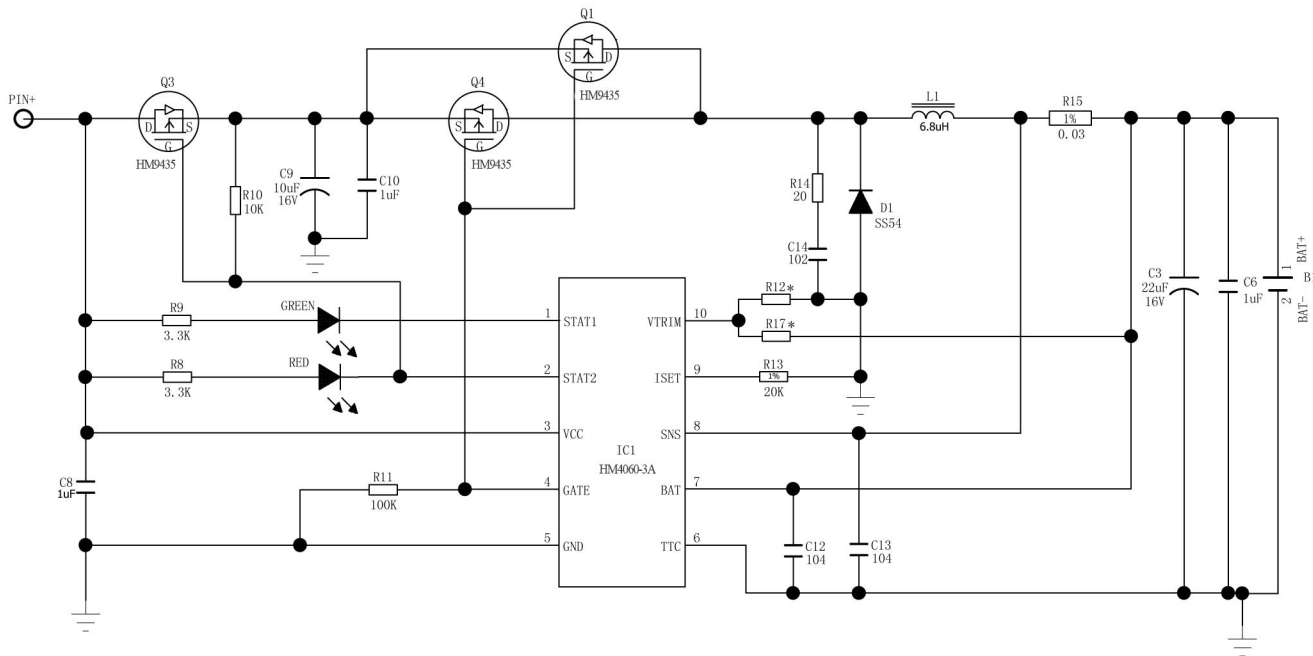 Q1
S D
G
HM9435
PIN+
Q3
D S
G
HM9435
Q4
S D
G
HM9435
L1
6.8uH
R15
1%
0.03
R10
10K
C9
10uF
16V
C10
1uF
R14
20
C14
102
D1
SS54
C3
22uF
16V
C6
1uF
1
BAT+
2
BAT-
R9
3.3K
GREEN
R8
3.3K
RED
R12*
R17*
R13
1%
20K
1 STAT1
2 STAT2
3 VCC
4 GATE
5 GND
VTRIM 10
ISET 9
SNS 8
BAT 7
TTC 6
IC1
HM4060-3A
C8
1uF
R11
100K
C12
104
C13
104